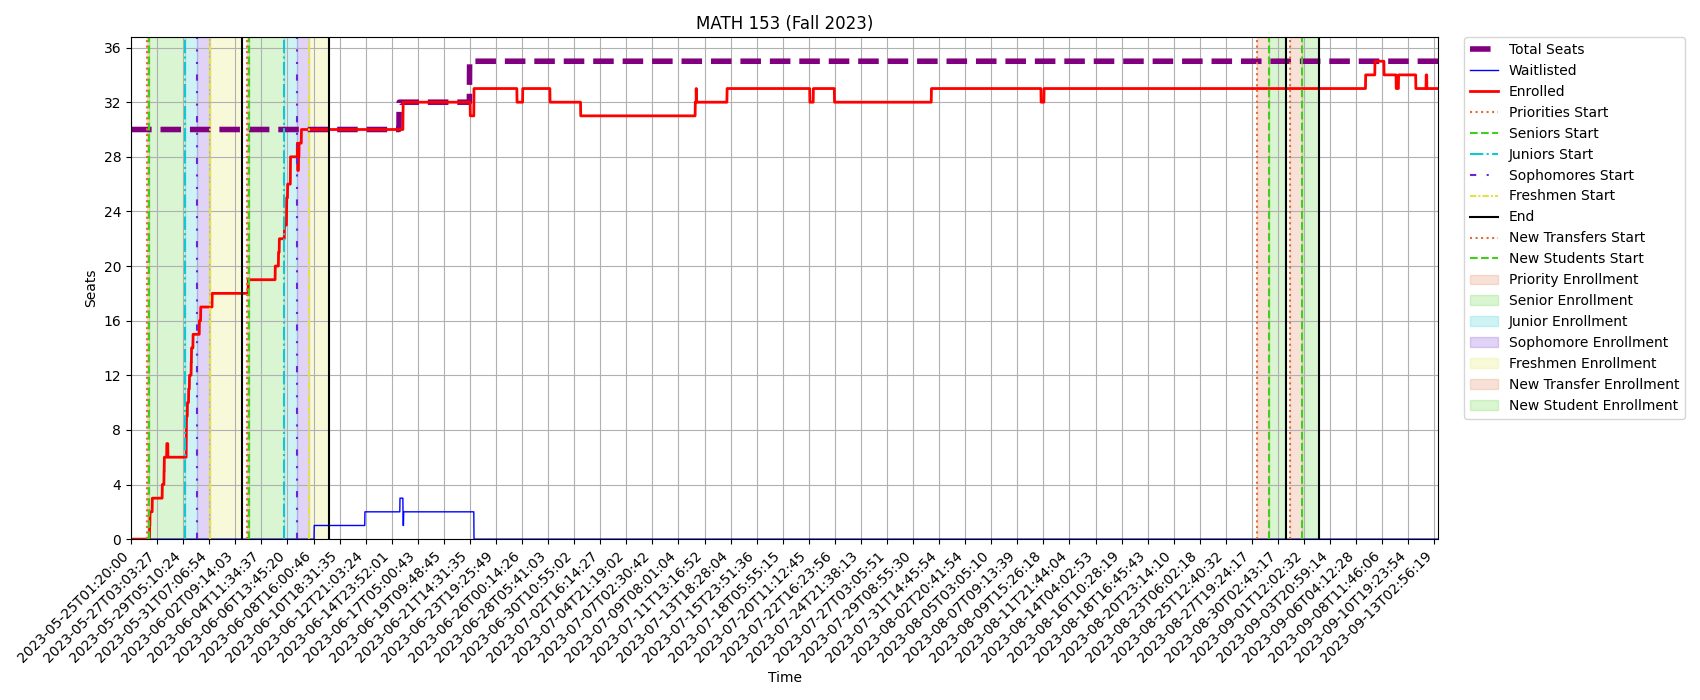 MATH 153 (Fall 2023)
Seats
36
32
28
24
20
16
12
8
4
0
2023-05-25T01:20:00
2023-05-27T03:03:27
2023-05-29T05:10:24
2023-05-31T07:06:54
2023-06-02T09:14:03
2023-06-04T11:34:37
2023-06-06T13:45:20
2023-06-08T16:00:46
2023-06-10T18:31:35
2023-06-12T21:03:24
2023-06-14T23:52:01
2023-06-17T05:00:43
2023-06-19T09:48:45
2023-06-21T14:31:35
2023-06-23T19:25:49
2023-06-26T00:14:26
2023-06-28T05:41:03
2023-06-30T10:55:02
2023-07-02T16:14:27
2023-07-04T21:19:02
2023-07-07T02:30:42
2023-07-09T08:01:04
2023-07-11T13:16:52
2023-07-13T18:28:04
2023-07-15T23:51:36
2023-07-18T05:55:15
2023-07-20T11:12:45
2023-07-22T16:23:56
2023-07-24T21:38:13
2023-07-27T03:05:51
2023-07-29T08:55:30
2023-07-31T14:45:54
2023-08-02T20:41:54
2023-08-05T03:05:10
2023-08-07T09:13:39
2023-08-09T15:26:18
2023-08-11T21:44:04
2023-08-14T04:02:53
2023-08-16T10:28:19
2023-08-18T16:45:43
2023-08-20T23:14:10
2023-08-23T06:02:18
2023-08-25T12:40:32
2023-08-27T19:24:17
2023-08-30T02:43:17
2023-09-01T12:02:32
2023-09-03T20:59:14
2023-09-06T04:12:28
2023-09-08T11:46:06
2023-09-10T19:23:54
2023-09-13T02:56:19
Time
Total Seats
Waitlisted
Enrolled
Priorities Start
Seniors Start
Juniors Start
Sophomores Start
Freshmen Start
End
New Transfers Start
New Students Start
Priority Enrollment
Senior Enrollment
Junior Enrollment
Sophomore Enrollment
Freshmen Enrollment
New Transfer Enrollment
New Student Enrollment